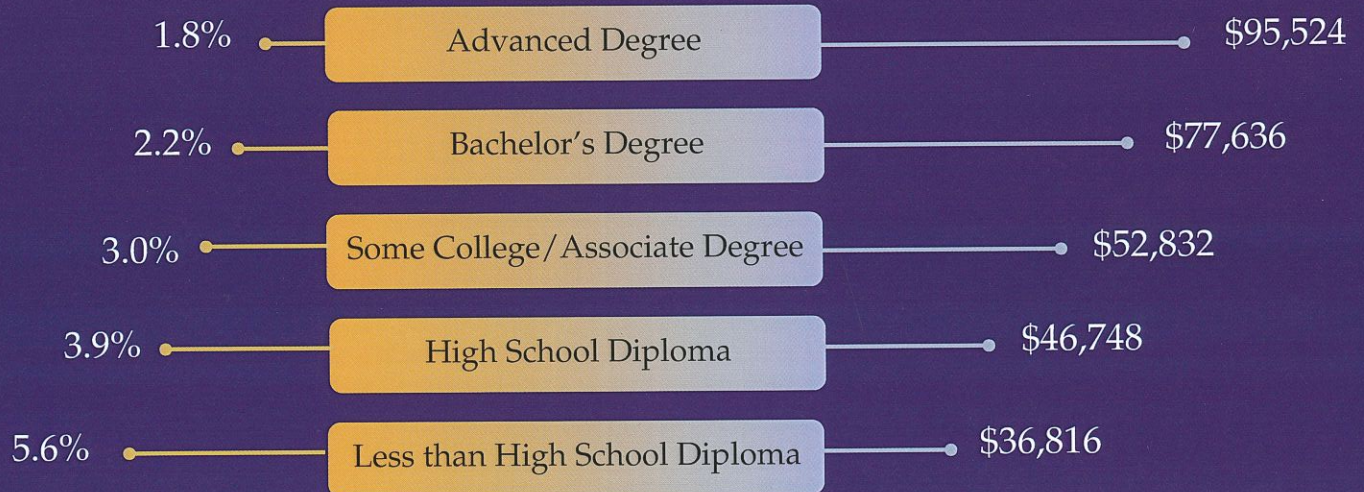 1.8% Advanced Degree $95,524
2.2% Bachelor's Degree $77,636
3.0% Some College/Associate Degree $52,832
3.9% High School Diploma $46,748
5.6% Less than High School Diploma $36,816